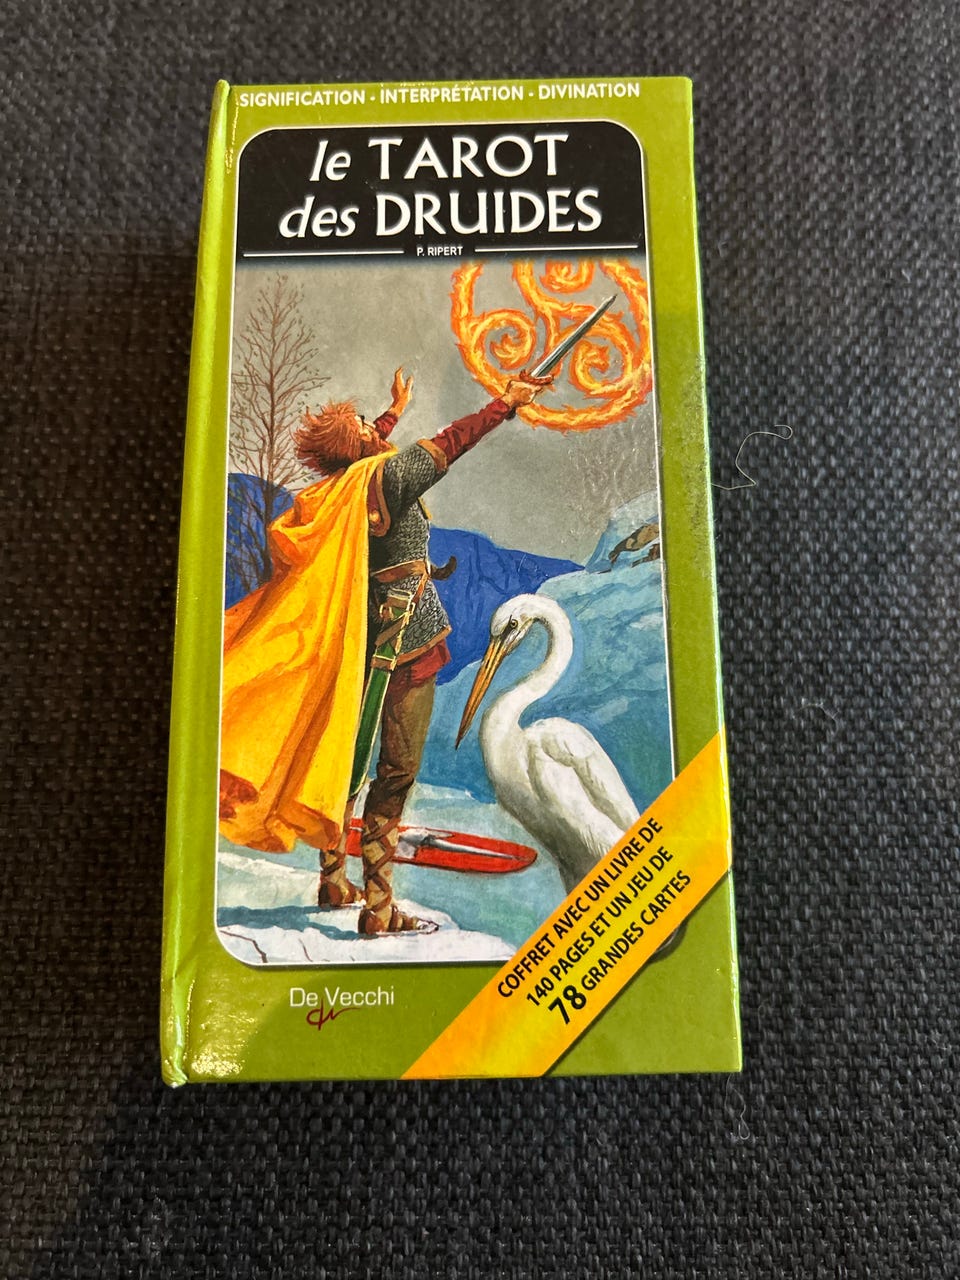 SIGNIFICATION - INTERPRÉTATION - DIVINATION
le TAROT
des DRUIDES
P. RIPERT
COFFRET AVEC UN LIVRE DE
140 PAGES ET UN JEU DE
78 GRANDES CARTES
De Vecchi